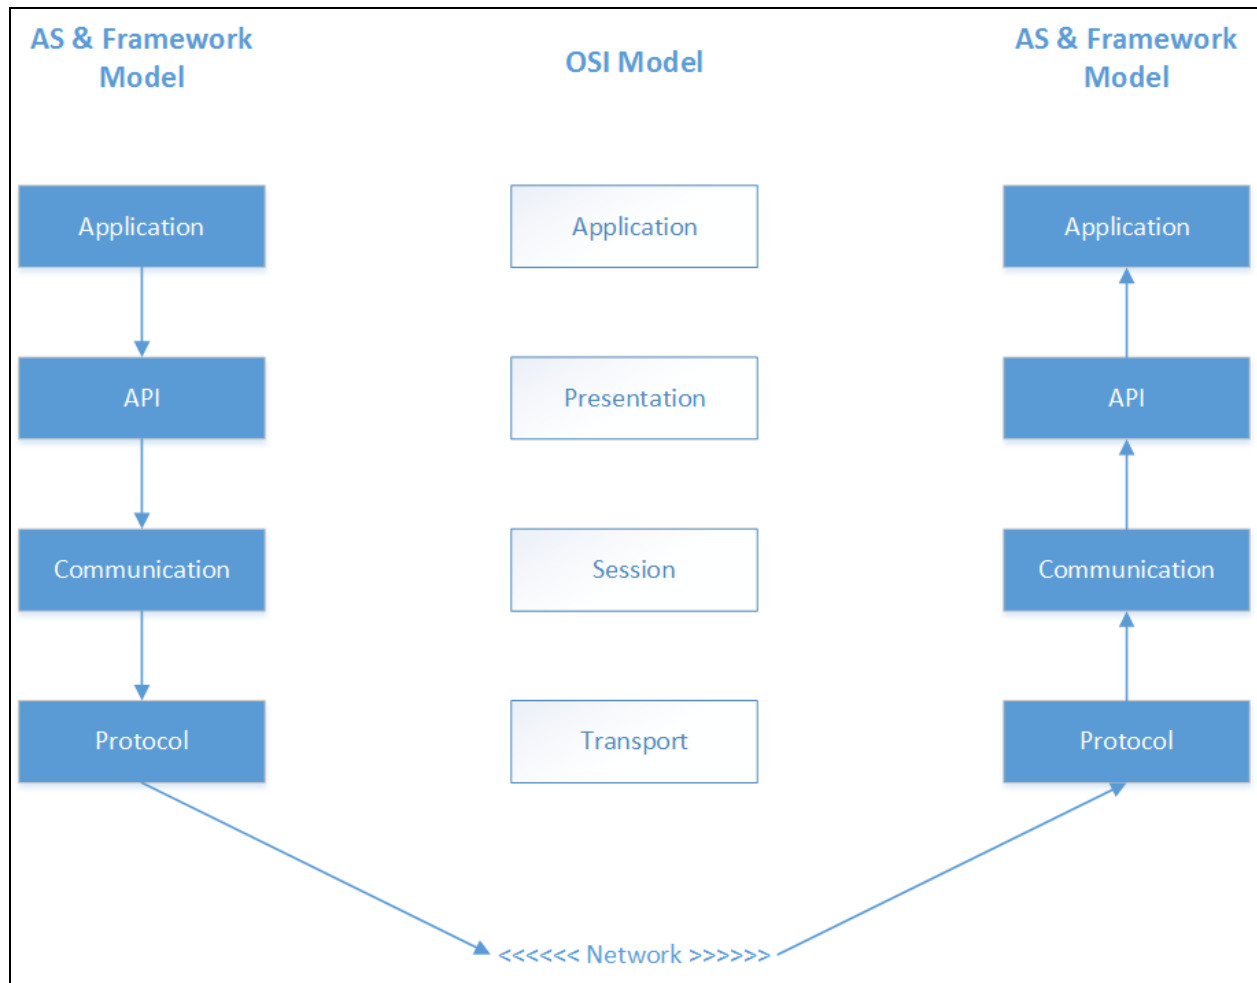 AS & Framework
Model
OSI Model
AS & Framework
Model
Application
Application
Application
API
Presentation
API
Communication
Session
Communication
Protocol
Transport
Protocol
<<<<<< Network >>>>>>